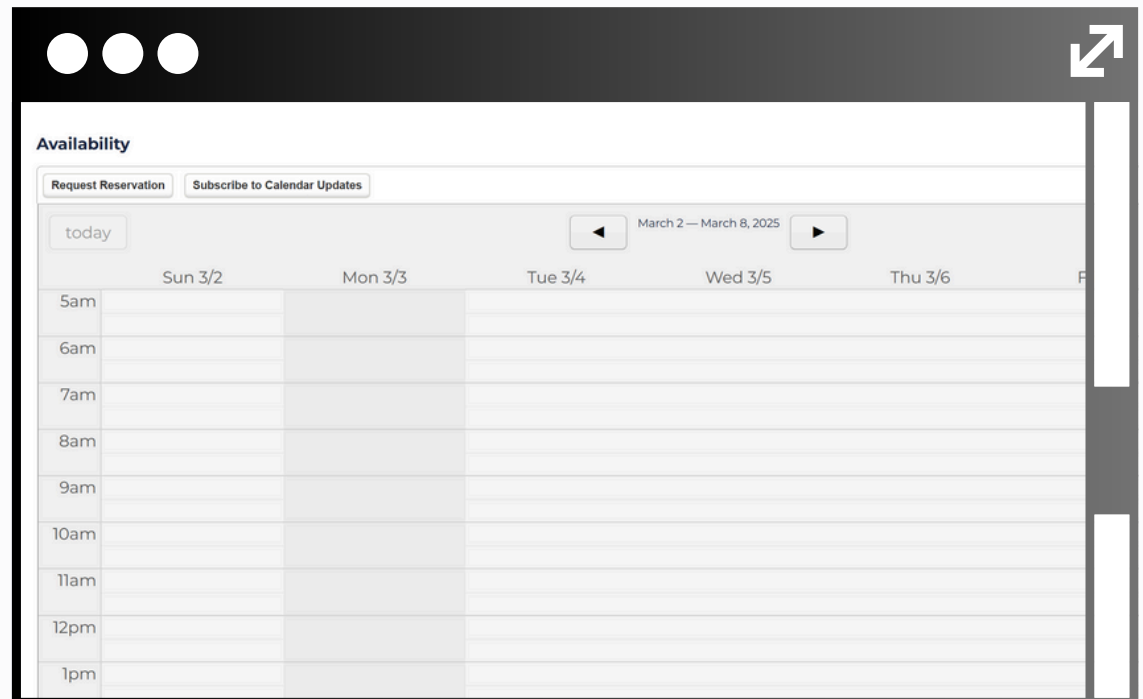 Availability
Request Reservation Subscribe to Calendar Updates
today March 2 — March 8, 2025
Sun 3/2 Mon 3/3 Tue 3/4 Wed 3/5 Thu 3/6 F
5am
6am
7am
8am
9am
10am
11am
12pm
1pm